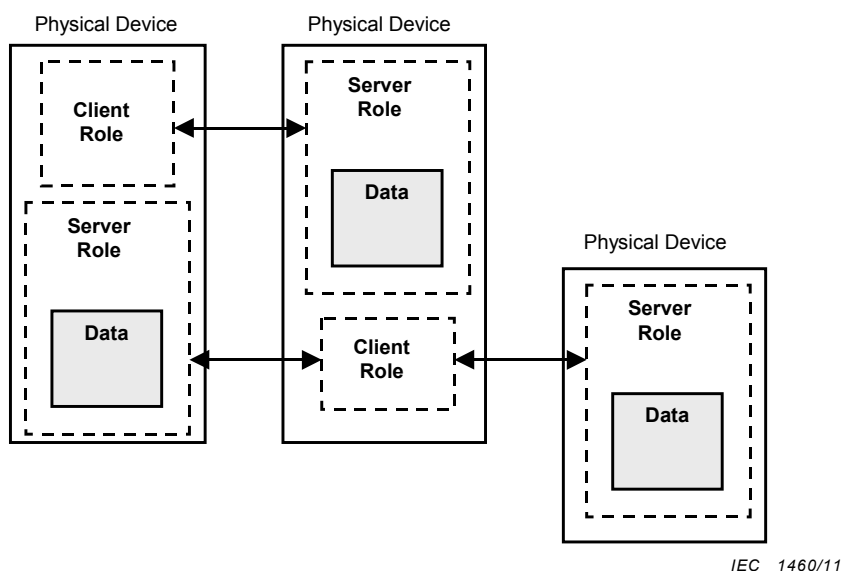 Physical Device
Physical Device
Client
Role
Server
Role
Data
Server
Role
Data
Client
Role
Physical Device
Server
Role
Data
IEC 1460/11